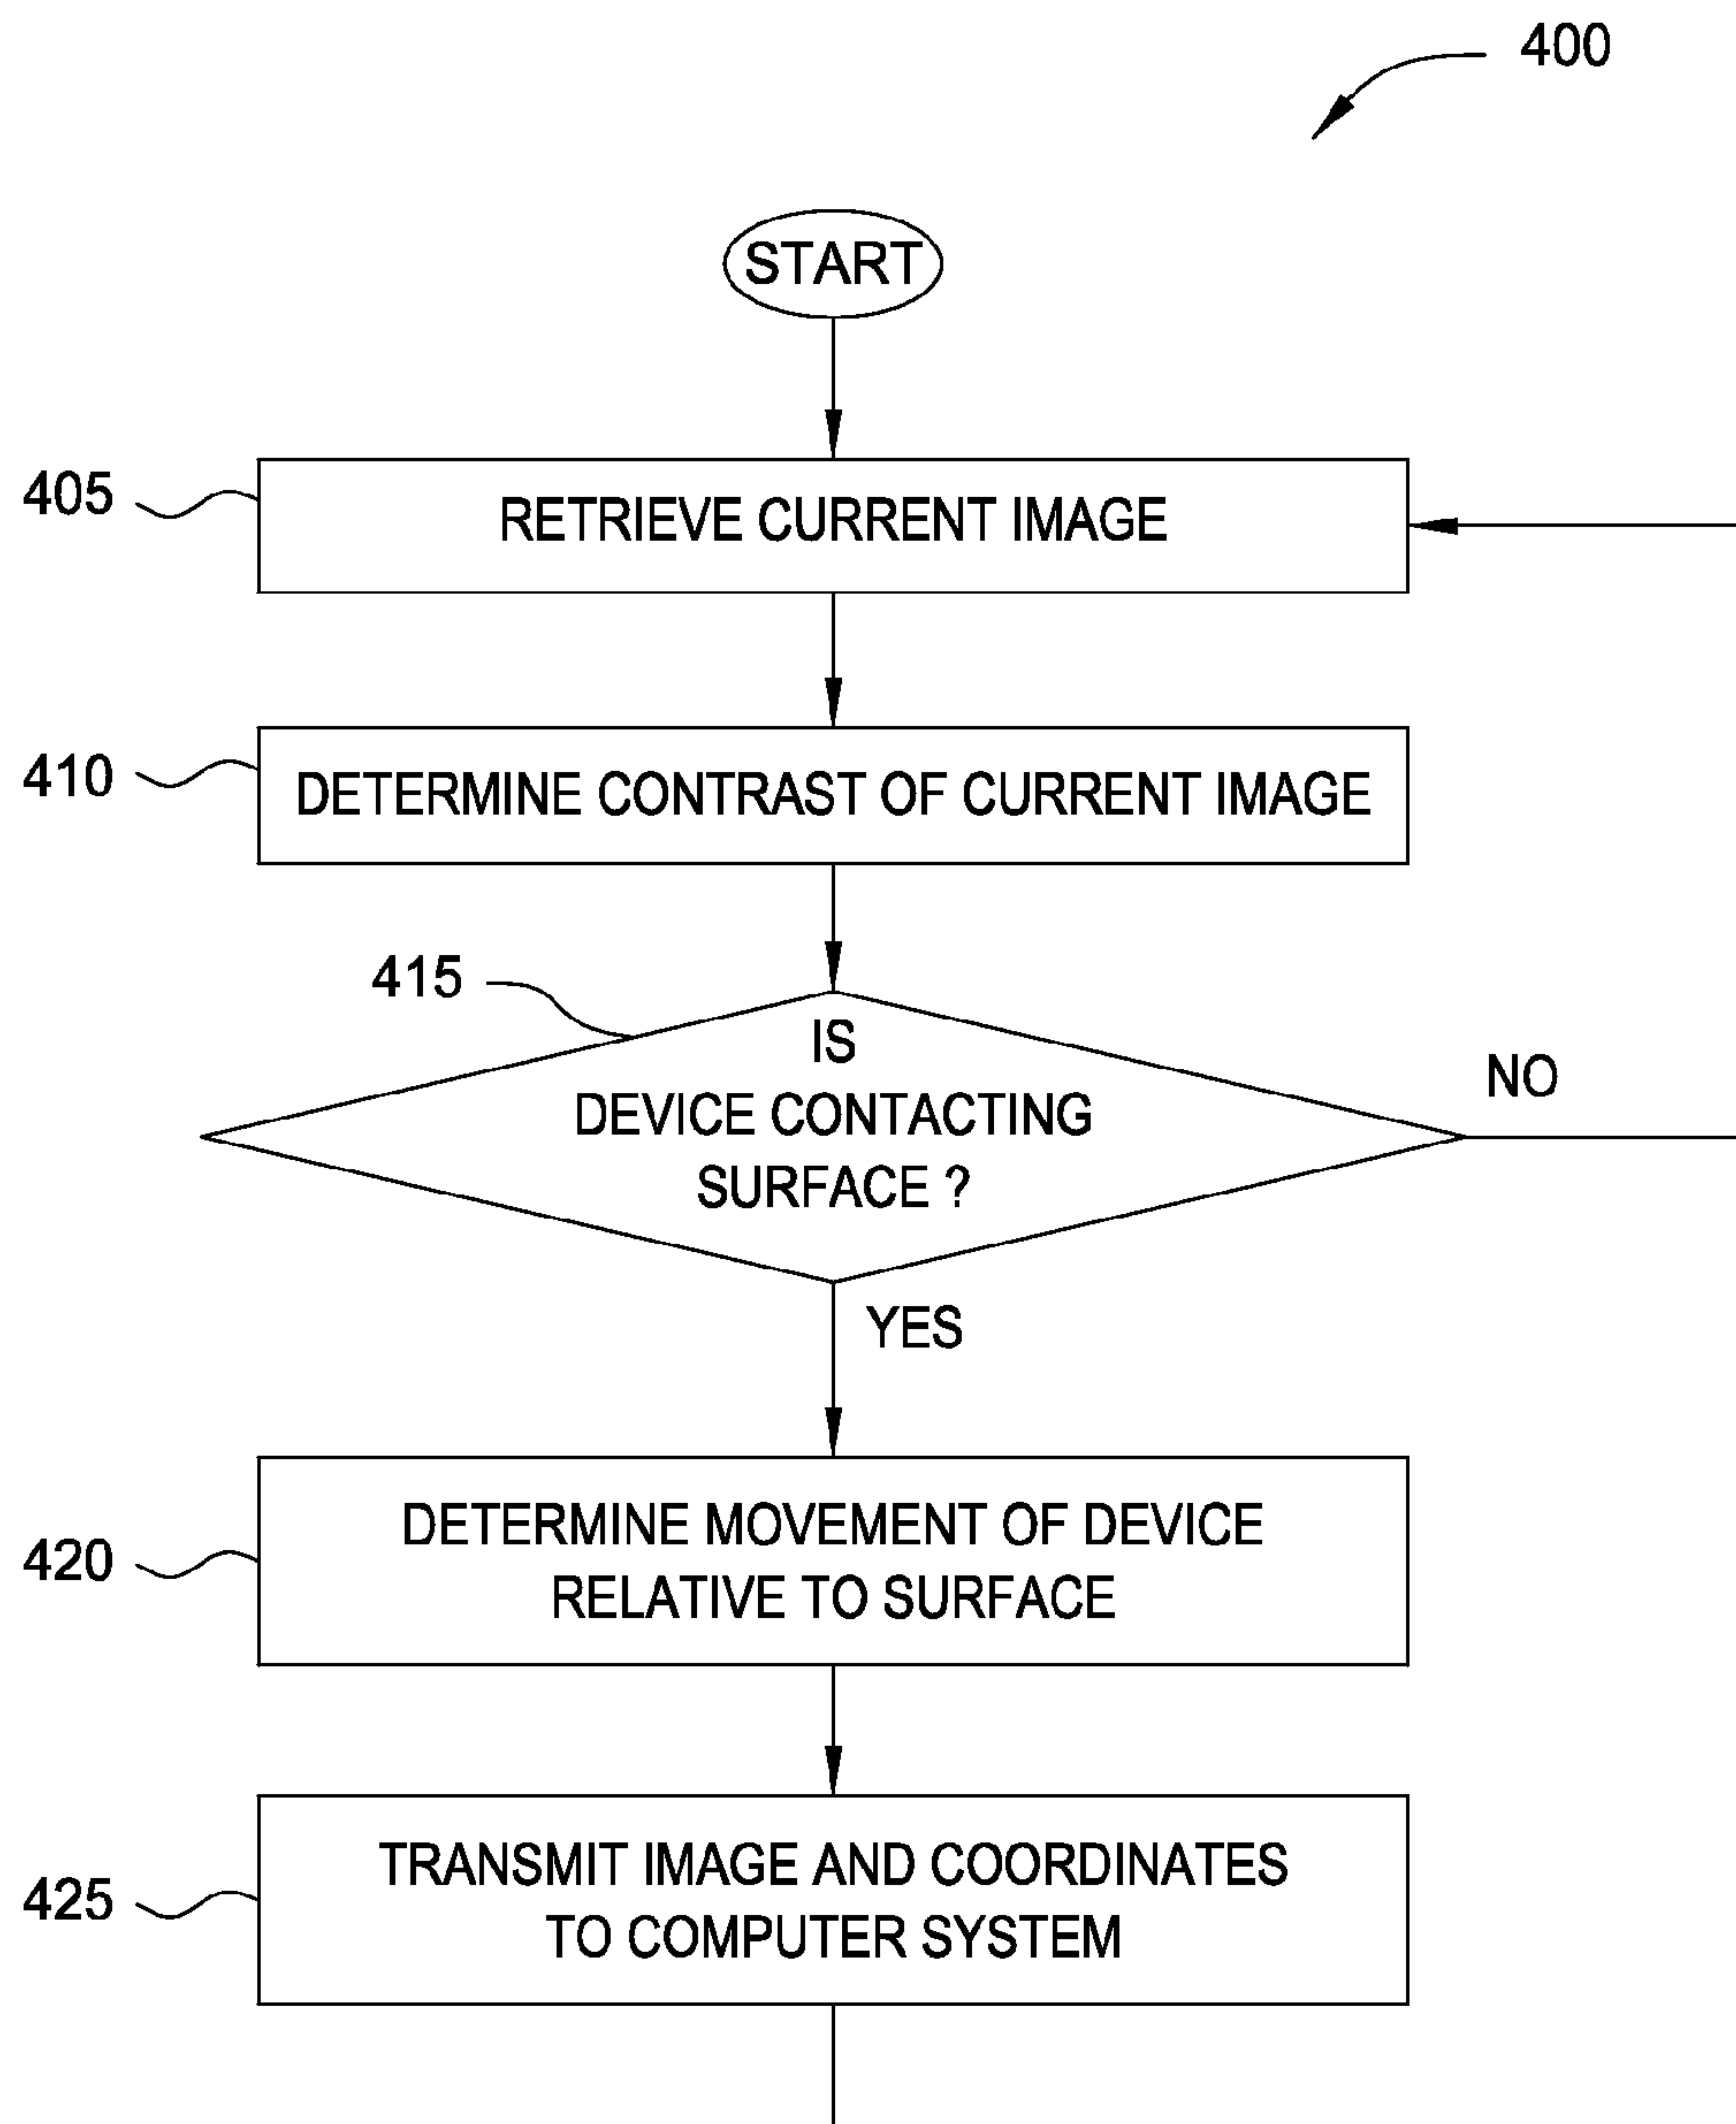 400
START
405
RETRIEVE CURRENT IMAGE
410
DETERMINE CONTRAST OF CURRENT IMAGE
415
IS
DEVICE CONTACTING
SURFACE ?
NO
YES
420
DETERMINE MOVEMENT OF DEVICE
RELATIVE TO SURFACE
425
TRANSMIT IMAGE AND COORDINATES
TO COMPUTER SYSTEM